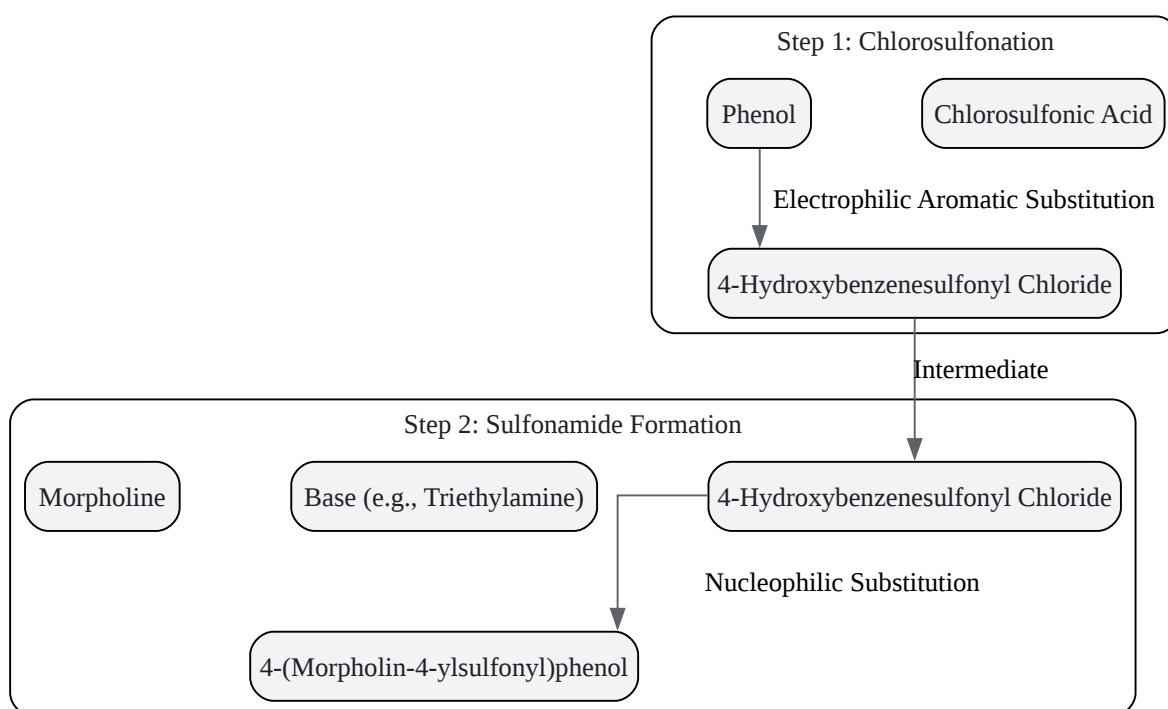 Step 1: Chlorosulfonation
Phenol
Chlorosulfonic Acid
Electrophilic Aromatic Substitution
4-Hydroxybenzenesulfonyl Chloride
Intermediate
Step 2: Sulfonamide Formation
Morpholine
Base (e.g., Triethylamine)
4-Hydroxybenzenesulfonyl Chloride
Nucleophilic Substitution
4-(Morpholin-4-ylsulfonyl)phenol